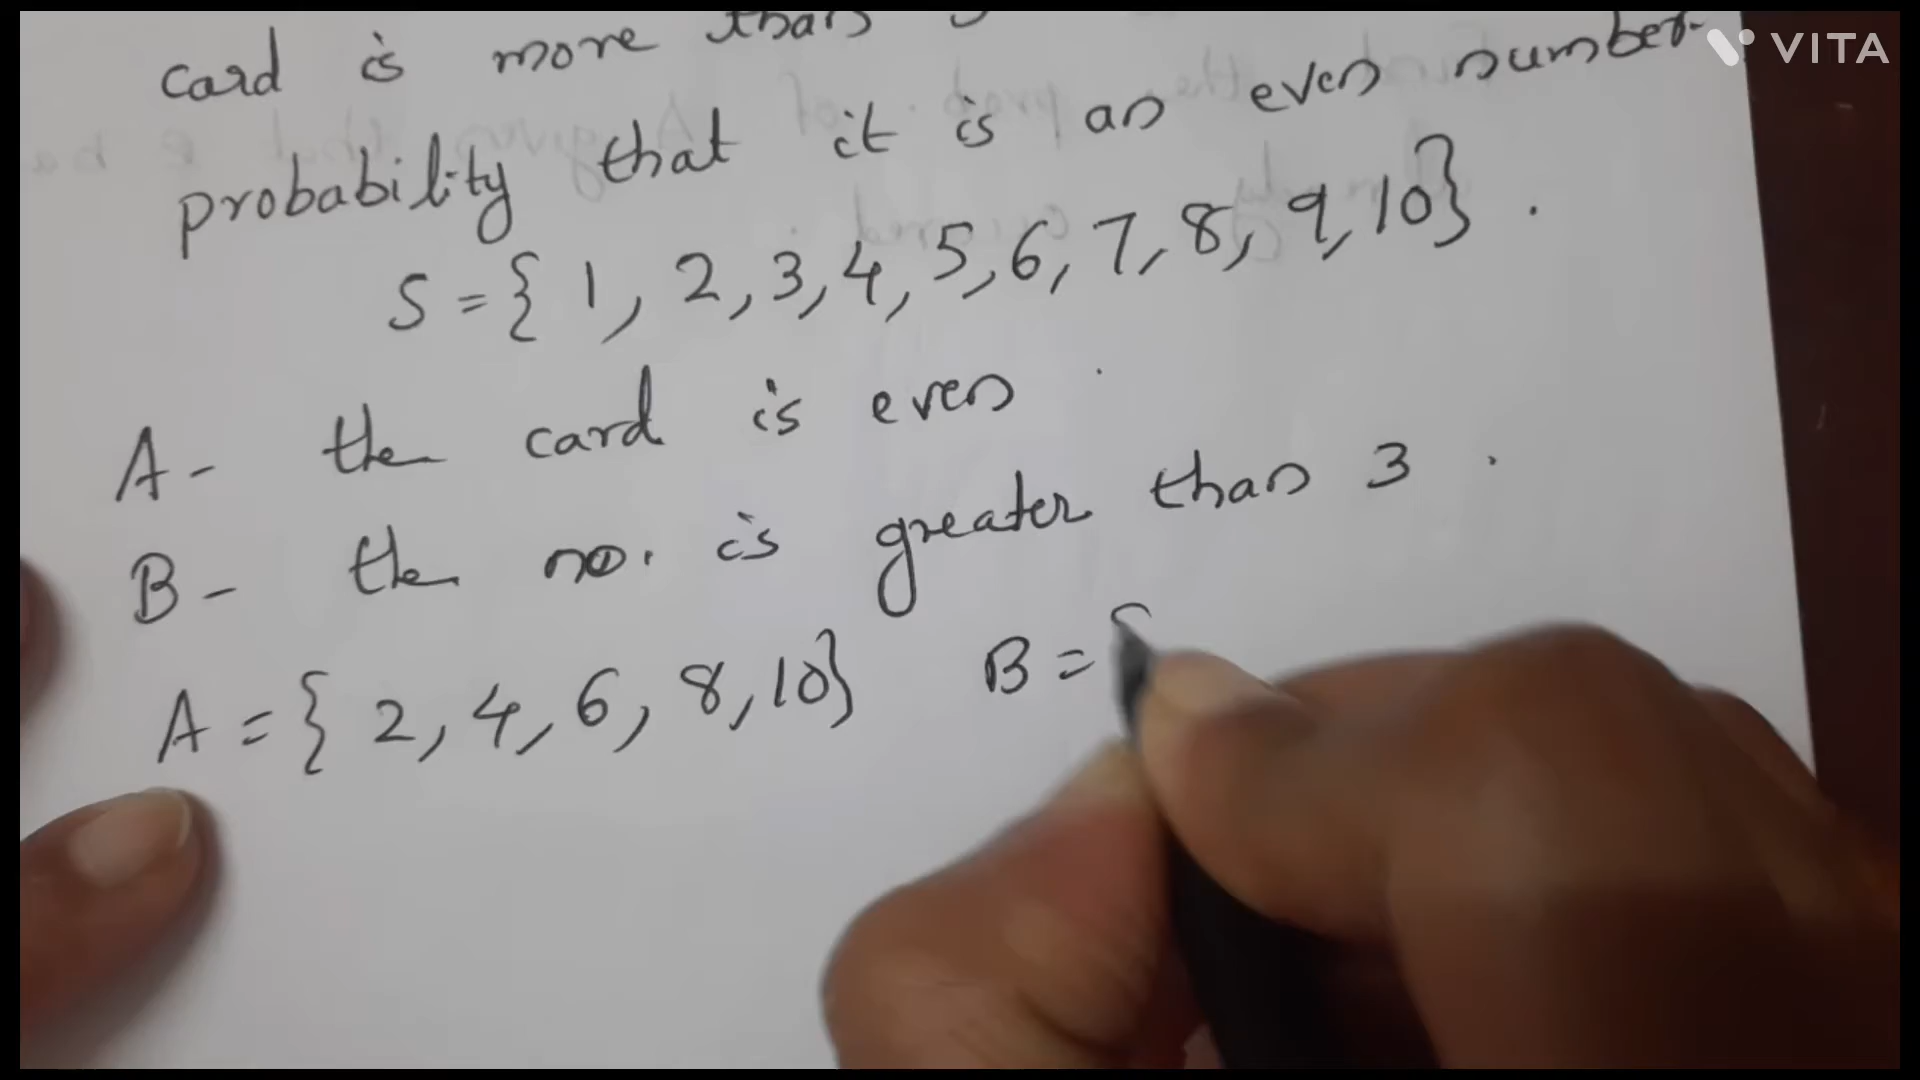 card is more than
probability that it is an even number.
S = { 1, 2, 3, 4, 5, 6, 7, 8, 9, 10} .
A - the card is even .
B - the no. is greater than 3 .
A = { 2, 4, 6, 8, 10} B = {
VITA